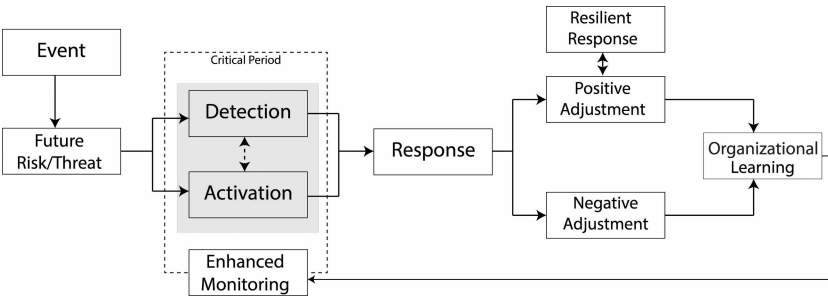 Event
Future
Risk/Threat
Critical Period
Detection
Activation
Enhanced
Monitoring
Response
Resilient
Response
Positive
Adjustment
Negative
Adjustment
Organizational
Learning